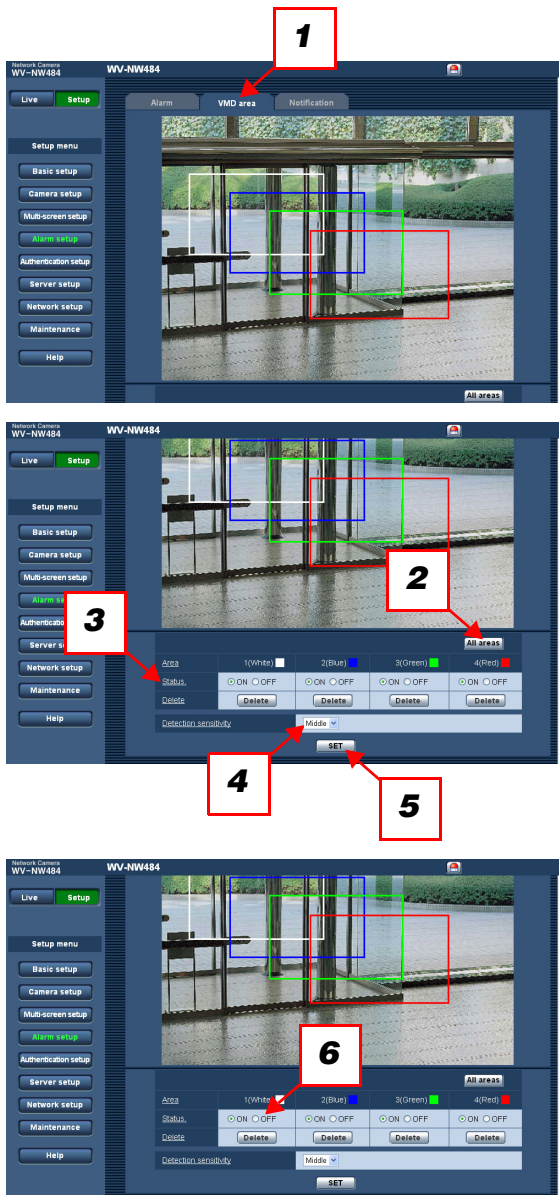 1
Network Camera
WV-NW484
WV-NW484
Live
Setup
Alarm
VMD area
Notification
Setup menu
Basic setup
Camera setup
Multi-screen setup
Alarm setup
Authentication setup
Server setup
Network setup
Maintenance
Help
All areas
Network Camera
WV-NW484
WV-NW484
Live
Setup
Setup menu
Basic setup
Camera setup
Multi-screen setup
2
Alarm se
3
Authentication
All areas
Server s
Area 1(White) 2(Blue) 3(Green) 4(Red)
Network setup
Status. ON OFF ON OFF ON OFF ON OFF
Maintenance
Delete Delete Delete Delete Delete
Help
Detection sensitivity Middle
SET
4
5
Network Camera
WV-NW484
WV-NW484
Live
Setup
Setup menu
Basic setup
Camera setup
Multi-screen setup
Alarm setup
6
Authentication setup
All areas
Server setup
Area 1(White 2(Blue) 3(Green) 4(Red)
Network setup
Status. ON OFF ON OFF ON OFF ON OFF
Maintenance
Delete Delete Delete Delete Delete
Help
Detection sensitivity Middle
SET